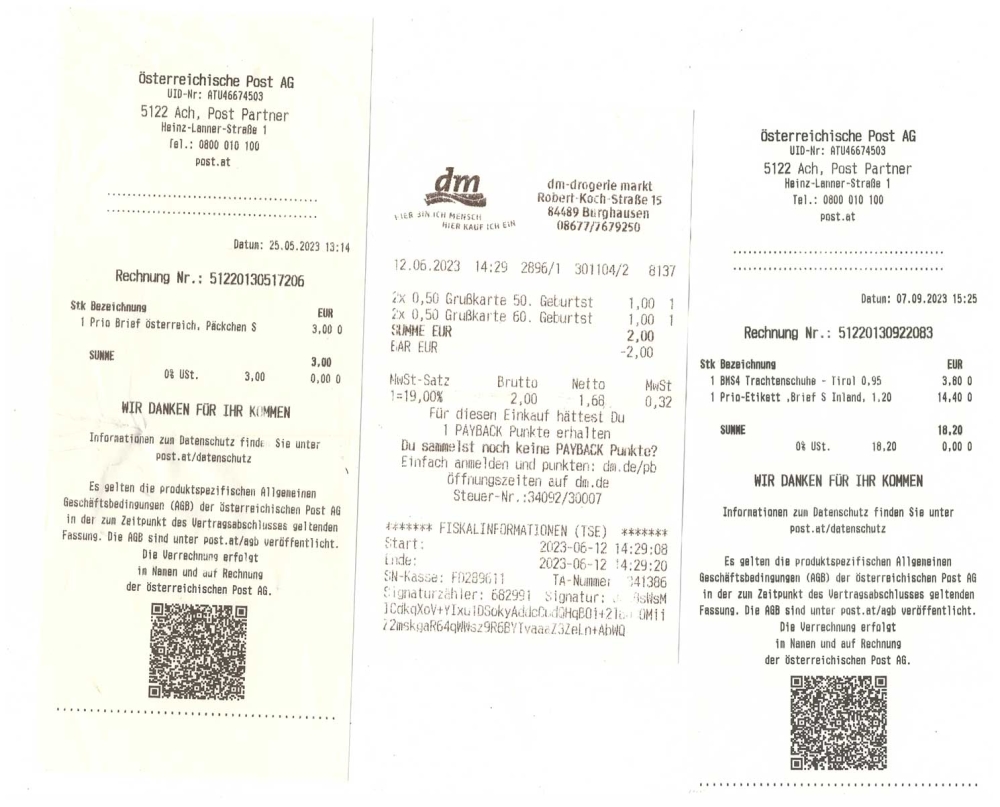 Österreichische Post AG
UID-Nr: ATU46674503
5122 Ach, Post Partner
Heinz-Lanner-Straße 1
Tel.: 0800 010 100
post.at
Datum: 25.05.2023 13:14
Rechnung Nr.: 51220130517206
Stk Bezeichnung EUR
1 Prio Brief Österreich, Päckchen S 3,00 0
SUMME 3,00
0% USt. 3,00 0,00 0
WIR DANKEN FÜR IHR KOMMEN
Informationen zum Datenschutz finden Sie unter
post.at/datenschutz
Es gelten die produktspezifischen Allgemeinen
Geschäftsbedingungen (AGB) der österreichischen Post AG
in der zum Zeitpunkt des Vertragsabschlusses geltenden
Fassung. Die AGB sind unter post.at/agb veröffentlicht.
Die Verrechnung erfolgt
im Namen und auf Rechnung
der österreichischen Post AG.
dm
HIER BIN ICH MENSCH
HIER KAUF ICH EIN
dm-drogerie markt
Robert-Koch-Straße 15
84489 Burghausen
08677/7679250
12.06.2023 14:29 2896/1 301104/2 8137
2x 0,50 Grußkarte 50. Geburtst 1,00 1
2x 0,50 Grußkarte 60. Geburtst 1,00 1
SUMME EUR 2,00
BAR EUR -2,00
MwSt-Satz Brutto Netto MwSt
1=19,00% 2,00 1,68 0,32
Für diesen Einkauf hättest Du
1 PAYBACK Punkte erhalten
Du sammelst noch keine PAYBACK Punkte?
Einfach anmelden und punkten: dm.de/pb
Öffnungszeiten auf dm.de
Steuer-Nr.:34092/30007
******* FISKALINFORMATIONEN (TSE) *******
Start: 2023-06-12 14:29:08
Ende: 2023-06-12 14:29:20
SN-Kasse: TA-Nummer
Signaturzähler: 682991 Signatur:
Österreichische Post AG
UID-Nr: ATU46674503
5122 Ach, Post Partner
Heinz-Lanner-Straße 1
Tel.: 0800 010 100
post.at
Datum: 07.09.2023 15:25
Rechnung Nr.: 51220130922083
Stk Bezeichnung EUR
1 BMS4 Trachtenschuhe - Tirol 0,95 3,80 0
1 Prio-Etikett ,Brief S Inland, 1.20 14,40 0
SUMME 18,20
0% USt. 18,20 0,00 0
WIR DANKEN FÜR IHR KOMMEN
Informationen zum Datenschutz finden Sie unter
post.at/datenschutz
Es gelten die produktspezifischen Allgemeinen
Geschäftsbedingungen (AGB) der österreichischen Post AG
in der zum Zeitpunkt des Vertragsabschlusses geltenden
Fassung. Die AGB sind unter post.at/agb veröffentlicht.
Die Verrechnung erfolgt
im Namen und auf Rechnung
der österreichischen Post AG.